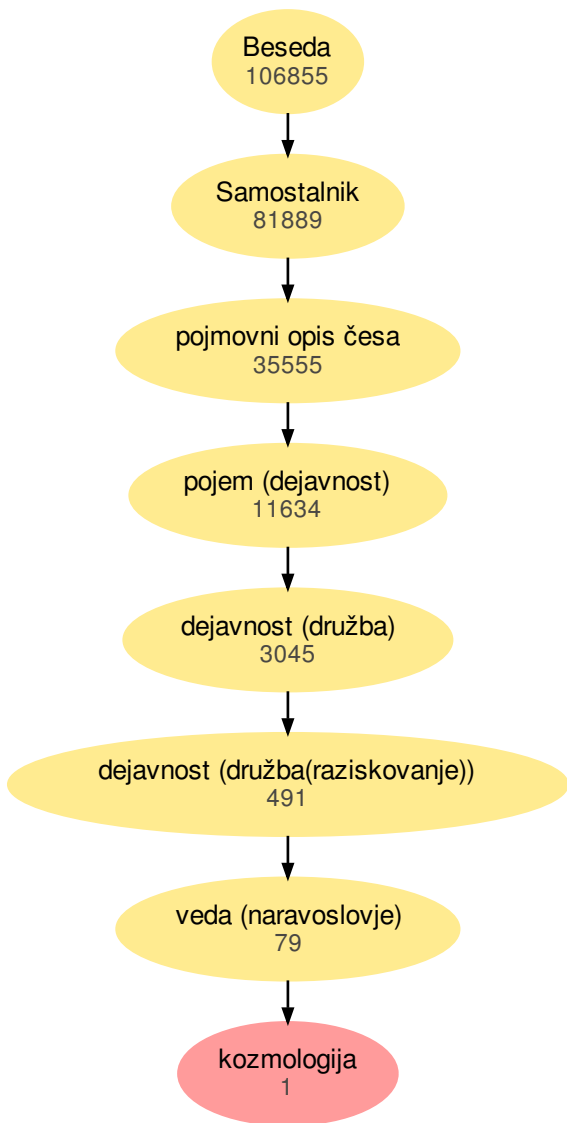 Beseda
106855
Samostalnik
81889
pojmovni opis česa
35555
pojem (dejavnost)
11634
dejavnost (družba)
3045
dejavnost (družba(raziskovanje))
491
veda (naravoslovje)
79
kozmologija
1